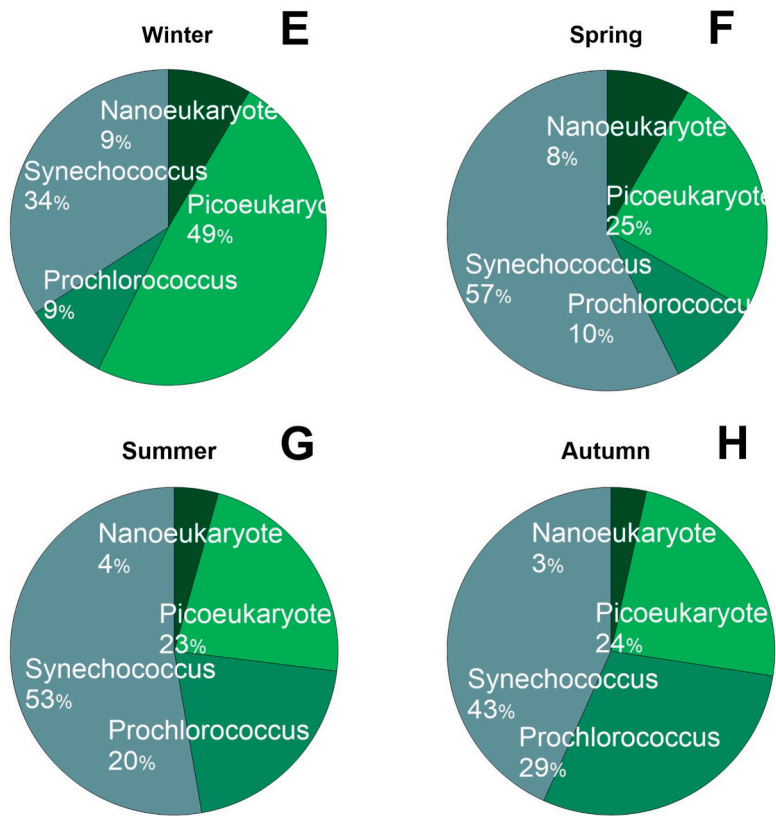 Winter E
Nanoeukaryote
9%
Synechococcus
34%
Picoeukaryo
49%
Prochlorococcus
9%
Spring F
Nanoeukaryote
8%
Picoeukaryote
25%
Synechococcus
57%
Prochlorococcus
10%
Summer G
Nanoeukaryote
4%
Picoeukaryote
23%
Synechococcus
53%
Prochlorococcus
20%
Autumn H
Nanoeukaryote
3%
Picoeukaryote
24%
Synechococcus
43%
Prochlorococcus
29%